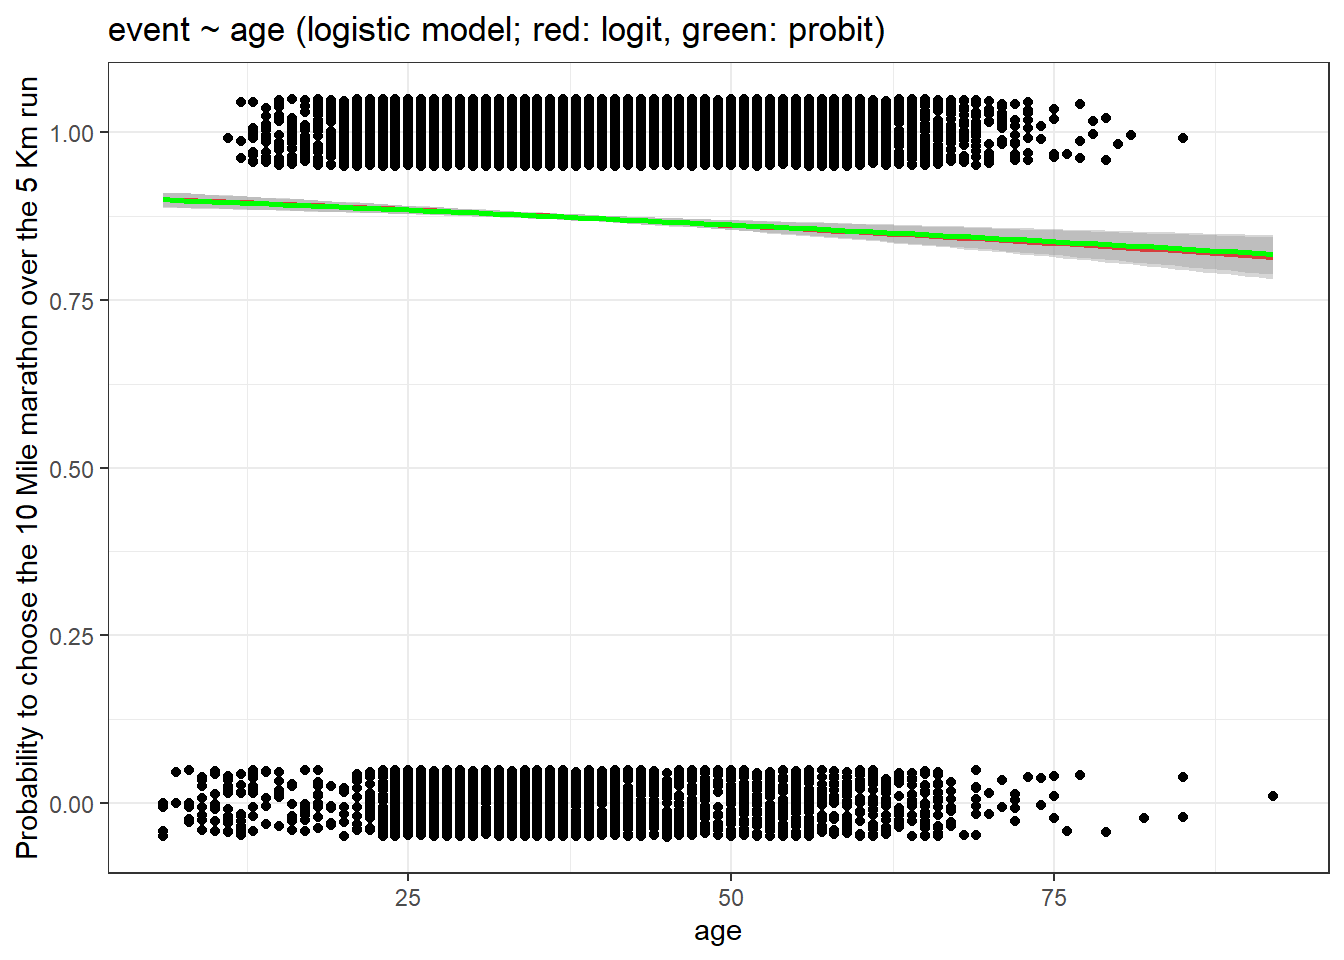 event ~ age (logistic model; red: logit, green: probit)
Probability to choose the 10 Mile marathon over the 5 Km run
1.00
0.75
0.50
0.25
0.00
25 50 75
age